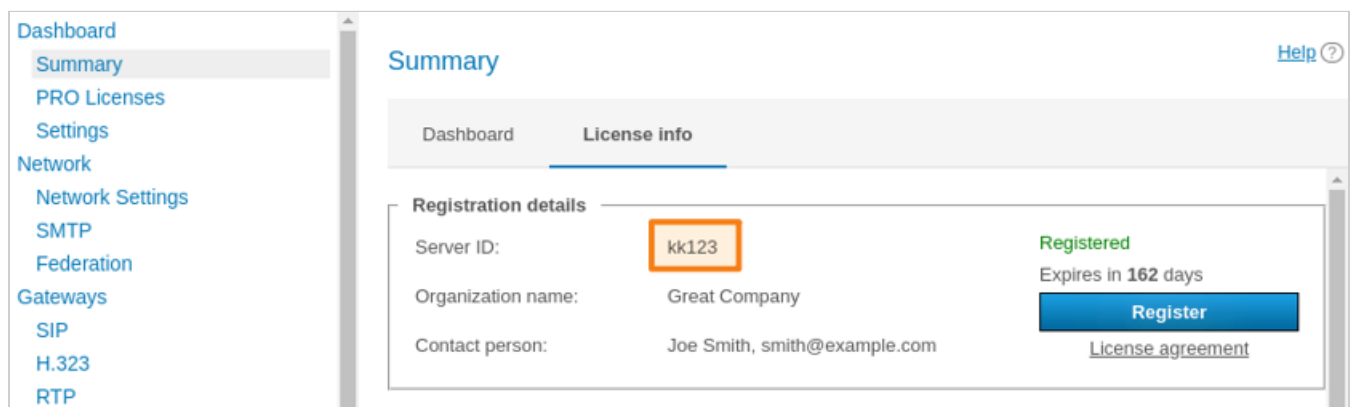 Dashboard
Summary
PRO Licenses
Settings
Network
Network Settings
SMTP
Federation
Gateways
SIP
H.323
RTP
Summary
Help ?
Dashboard
License info
Registration details
Server ID: kk123
Organization name: Great Company
Contact person: Joe Smith, smith@example.com
Registered
Expires in 162 days
Register
License agreement